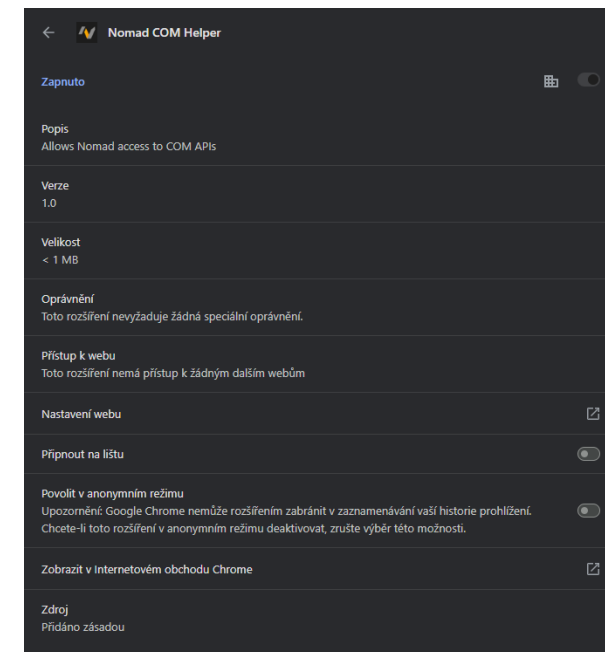 Nomad COM Helper
Zapnuto
Popis
Allows Nomad access to COM APIs
Verze
1.0
Velikost
< 1 MB
Oprávnění
Toto rozšíření nevyžaduje žádná speciální oprávnění.
Přístup k webu
Toto rozšíření nemá přístup k žádným dalším webům
Nastavení webu
Připnout na lištu
Povolit v anonymním režimu
Upozornění: Google Chrome nemůže rozšířením zabránit v zaznamenávání vaší historie prohlížení.
Chcete-li toto rozšíření v anonymním režimu deaktivovat, zrušte výběr této možnosti.
Zobrazit v Internetovém obchodu Chrome
Zdroj
Přidáno zásadou